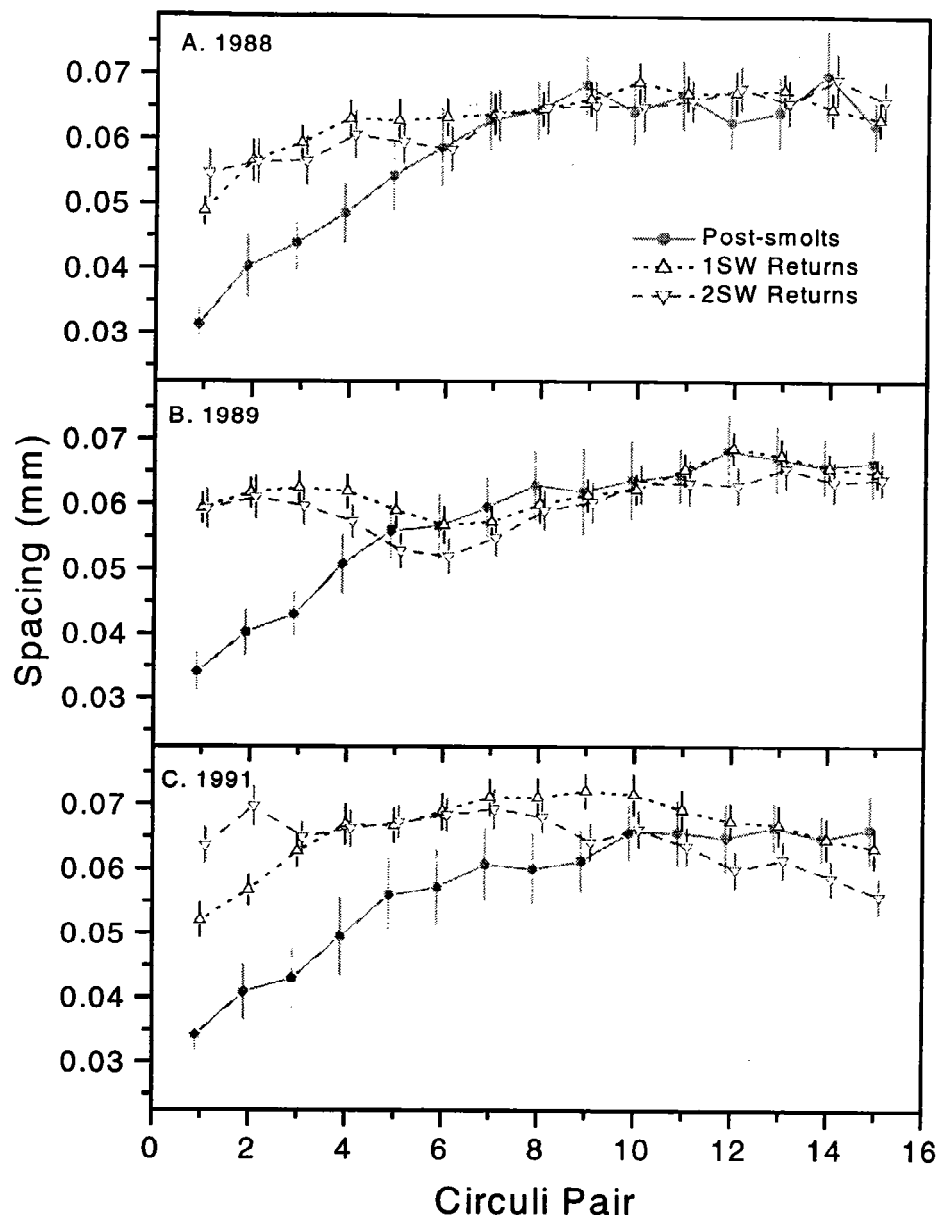 A. 1988
0.07
0.06
0.05
0.04
0.03
Post-smolts
1SW Returns
2SW Returns
B. 1989
0.07
0.06
0.05
0.04
0.03
Spacing (mm)
C. 1991
0.07
0.06
0.05
0.04
0.03
0 2 4 6 8 10 12 14 16
Circuli Pair